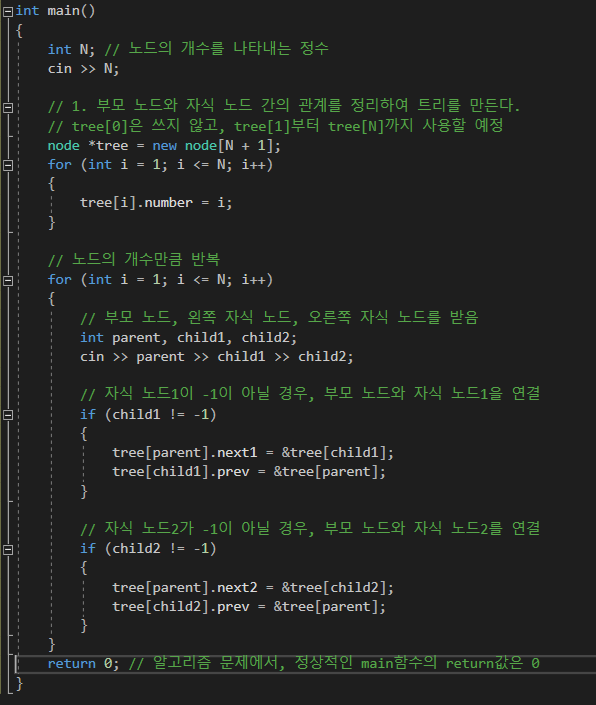 int main()
{
int N; // 노드의 개수를 나타내는 정수
cin >> N;
// 1. 부모 노드와 자식 노드 간의 관계를 정리하여 트리를 만든다.
// tree[0]은 쓰지 않고, tree[1]부터 tree[N]까지 사용할 예정
node *tree = new node[N + 1];
for (int i = 1; i <= N; i++)
{
tree[i].number = i;
}
// 노드의 개수만큼 반복
for (int i = 1; i <= N; i++)
{
// 부모 노드, 왼쪽 자식 노드, 오른쪽 자식 노드를 받음
int parent, child1, child2;
cin >> parent >> child1 >> child2;
// 자식 노드1이 -1이 아닐 경우, 부모 노드와 자식 노드1을 연결
if (child1 != -1)
{
tree[parent].next1 = &tree[child1];
tree[child1].prev = &tree[parent];
}
// 자식 노드2가 -1이 아닐 경우, 부모 노드와 자식 노드2를 연결
if (child2 != -1)
{
tree[parent].next2 = &tree[child2];
tree[child2].prev = &tree[parent];
}
}
return 0; // 알고리즘 문제에서, 정상적인 main함수의 return값은 0
}